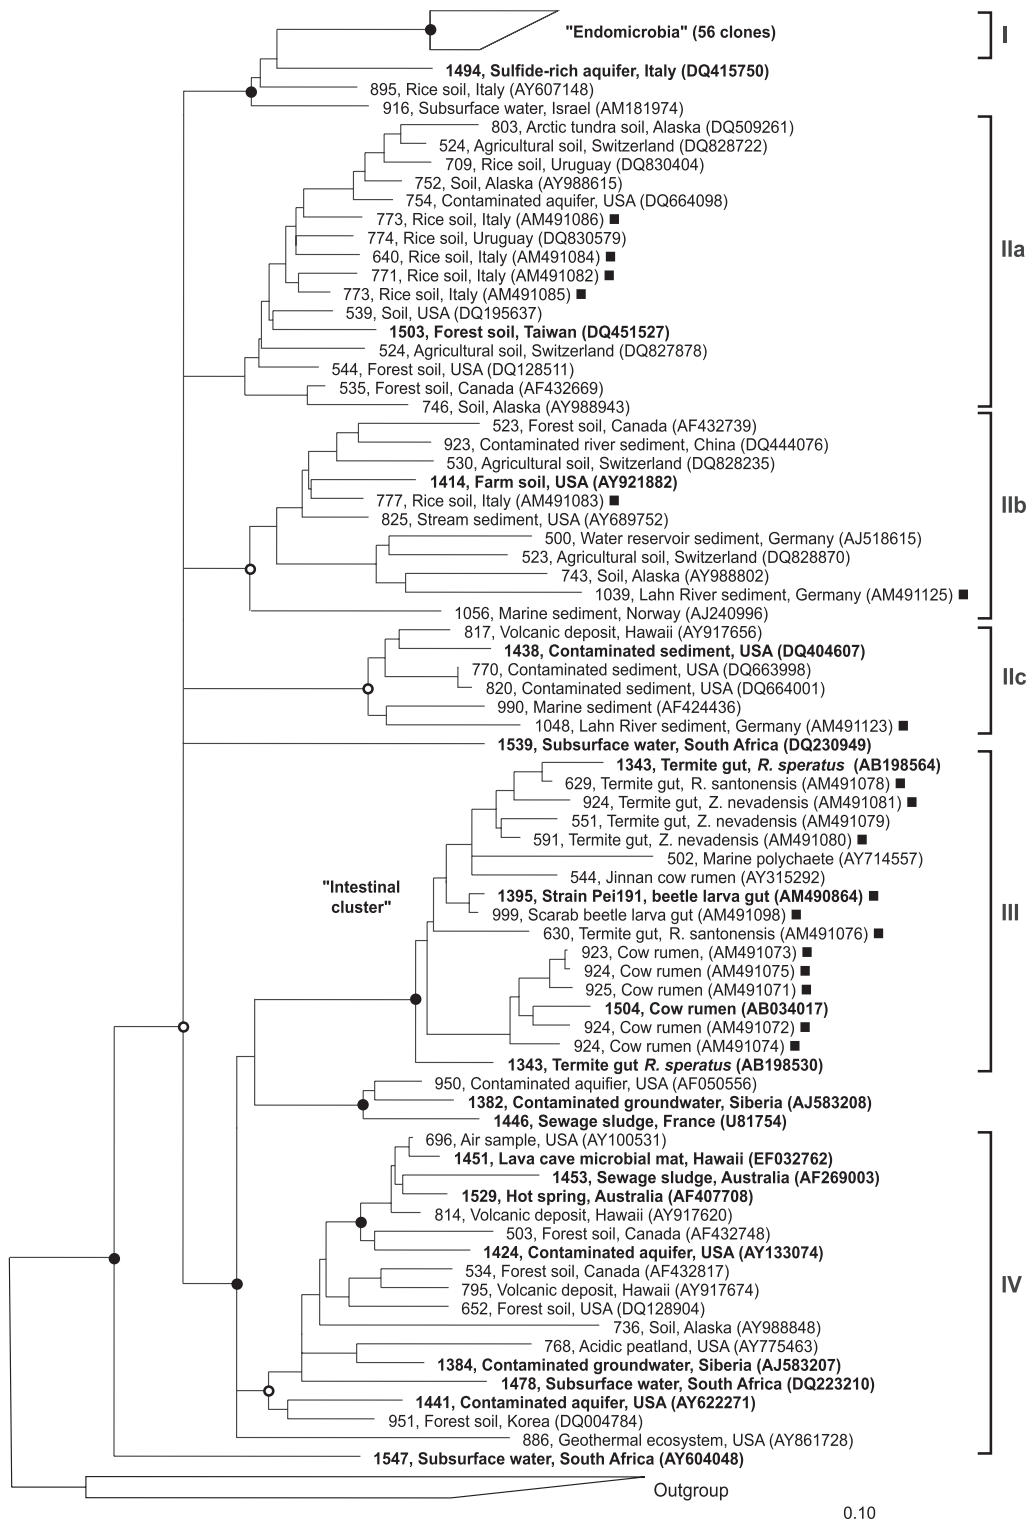 "Endomicrobia" (56 clones)
I
1494, Sulfide-rich aquifer, Italy (DQ415750)
895, Rice soil, Italy (AY607148)
916, Subsurface water, Israel (AM181974)
803, Arctic tundra soil, Alaska (DQ509261)
524, Agricultural soil, Switzerland (DQ828722)
709, Rice soil, Uruguay (DQ830404)
752, Soil, Alaska (AY988615)
754, Contaminated aquifer, USA (DQ664098)
773, Rice soil, Italy (AM491086) ■
774, Rice soil, Uruguay (DQ830579)
IIa
640, Rice soil, Italy (AM491084) ■
771, Rice soil, Italy (AM491082) ■
773, Rice soil, Italy (AM491085) ■
539, Soil, USA (DQ195637)
1503, Forest soil, Taiwan (DQ451527)
524, Agricultural soil, Switzerland (DQ827878)
544, Forest soil, USA (DQ128511)
535, Forest soil, Canada (AF432669)
746, Soil, Alaska (AY988943)
523, Forest soil, Canada (AF432739)
923, Contaminated river sediment, China (DQ444076)
530, Agricultural soil, Switzerland (DQ828235)
1414, Farm soil, USA (AY921882)
777, Rice soil, Italy (AM491083) ■
IIb
825, Stream sediment, USA (AY689752)
500, Water reservoir sediment, Germany (AJ518615)
523, Agricultural soil, Switzerland (DQ828870)
743, Soil, Alaska (AY988802)
1039, Lahn River sediment, Germany (AM491125) ■
1056, Marine sediment, Norway (AJ240996)
817, Volcanic deposit, Hawaii (AY917656)
1438, Contaminated sediment, USA (DQ404607)
770, Contaminated sediment, USA (DQ663998)
IIc
820, Contaminated sediment, USA (DQ664001)
990, Marine sediment (AF424436)
1048, Lahn River sediment, Germany (AM491123) ■
1539, Subsurface water, South Africa (DQ230949)
1343, Termite gut, R. speratus (AB198564)
629, Termite gut, R. santonensis (AM491078) ■
924, Termite gut, Z. nevadensis (AM491081) ■
551, Termite gut, Z. nevadensis (AM491079)
591, Termite gut, Z. nevadensis (AM491080) ■
502, Marine polychaete (AY714557)
544, Jinnan cow rumen (AY315292)
"Intestinal
cluster"
1395, Strain Pei191, beetle larva gut (AM490864) ■
999, Scarab beetle larva gut (AM491098) ■
III
630, Termite gut, R. santonensis (AM491076) ■
923, Cow rumen, (AM491073) ■
924, Cow rumen (AM491075) ■
925, Cow rumen (AM491071) ■
1504, Cow rumen (AB034017)
924, Cow rumen (AM491072) ■
924, Cow rumen (AM491074) ■
1343, Termite gut R. speratus (AB198530)
950, Contaminated aquifier, USA (AF050556)
1382, Contaminated groundwater, Siberia (AJ583208)
1446, Sewage sludge, France (U81754)
696, Air sample, USA (AY100531)
1451, Lava cave microbial mat, Hawaii (EF032762)
1453, Sewage sludge, Australia (AF269003)
1529, Hot spring, Australia (AF407708)
814, Volcanic deposit, Hawaii (AY917620)
503, Forest soil, Canada (AF432748)
1424, Contaminated aquifer, USA (AY133074)
534, Forest soil, Canada (AF432817)
IV
795, Volcanic deposit, Hawaii (AY917674)
652, Forest soil, USA (DQ128904)
736, Soil, Alaska (AY988848)
768, Acidic peatland, USA (AY775463)
1384, Contaminated groundwater, Siberia (AJ583207)
1478, Subsurface water, South Africa (DQ223210)
1441, Contaminated aquifer, USA (AY622271)
951, Forest soil, Korea (DQ004784)
886, Geothermal ecosystem, USA (AY861728)
1547, Subsurface water, South Africa (AY604048)
Outgroup
0.10